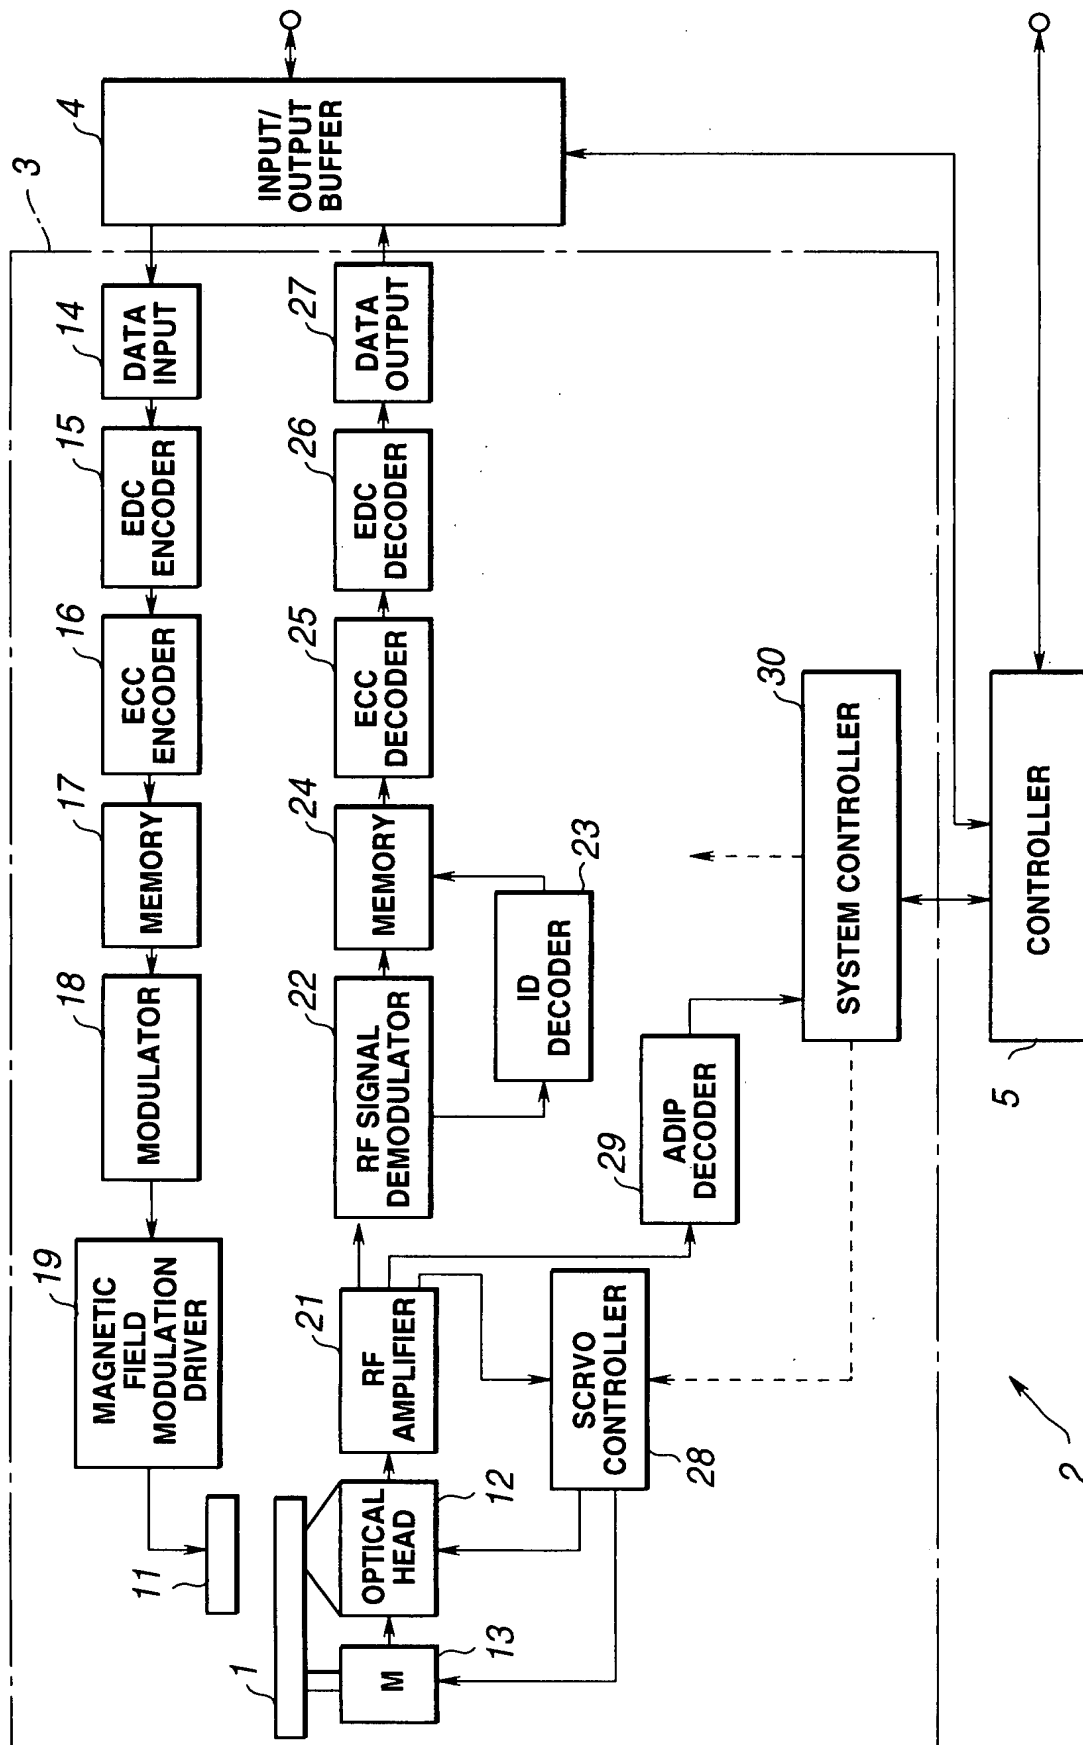 3
4
INPUT/
OUTPUT
BUFFER
14
DATA
INPUT
15
EDC
ENCODER
16
ECC
ENCODER
17
MEMORY
18
MODULATOR
19
MAGNETIC
FIELD
MODULATION
DRIVER
11
1
M
13
OPTICAL
HEAD
12
RF
AMPLIFIER
21
RF SIGNAL
DEMODULATOR
22
ID
DECODER
23
MEMORY
24
ECC
DECODER
25
EDC
DECODER
26
DATA
OUTPUT
27
SCRVO
CONTROLLER
28
ADIP
DECODER
29
SYSTEM CONTROLLER
30
CONTROLLER
5
2